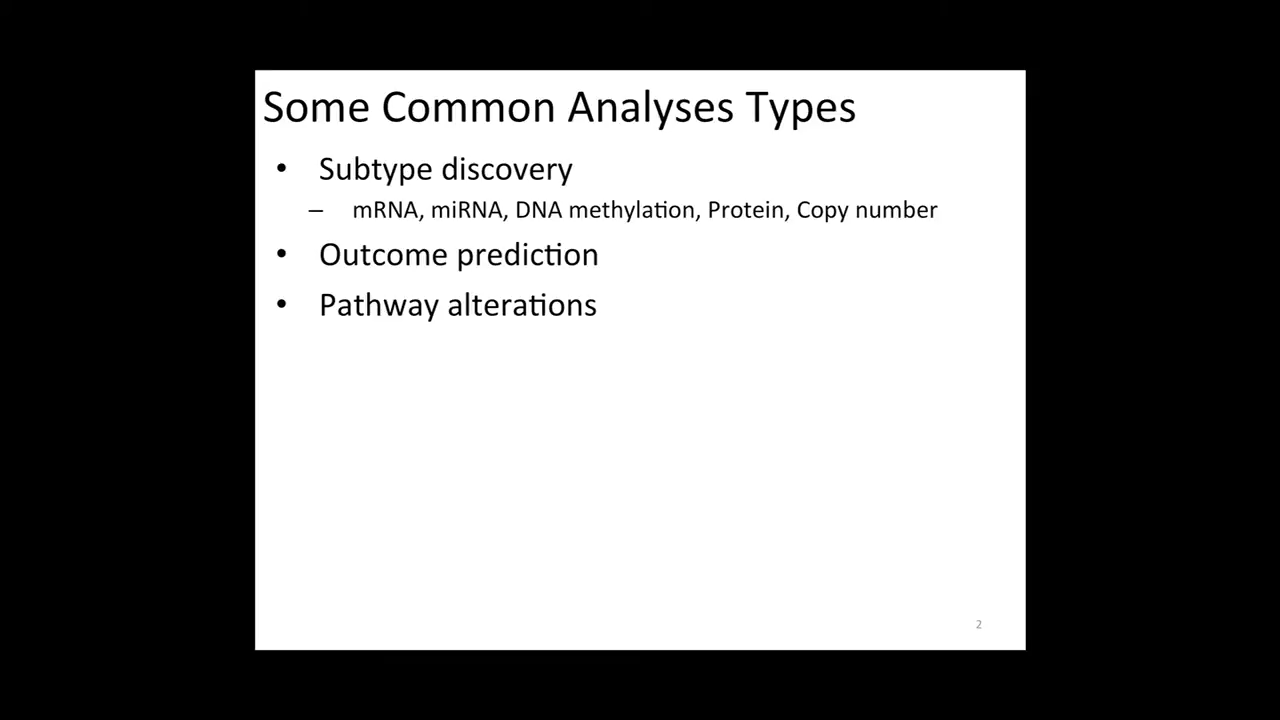 Some Common Analyses Types
• Subtype discovery
– mRNA, miRNA, DNA methylation, Protein, Copy number
• Outcome prediction
• Pathway alterations
2